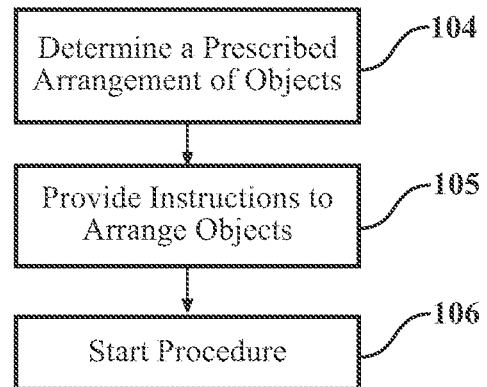 104
Determine a Prescribed
Arrangement of Objects
105
Provide Instructions to
Arrange Objects
106
Start Procedure